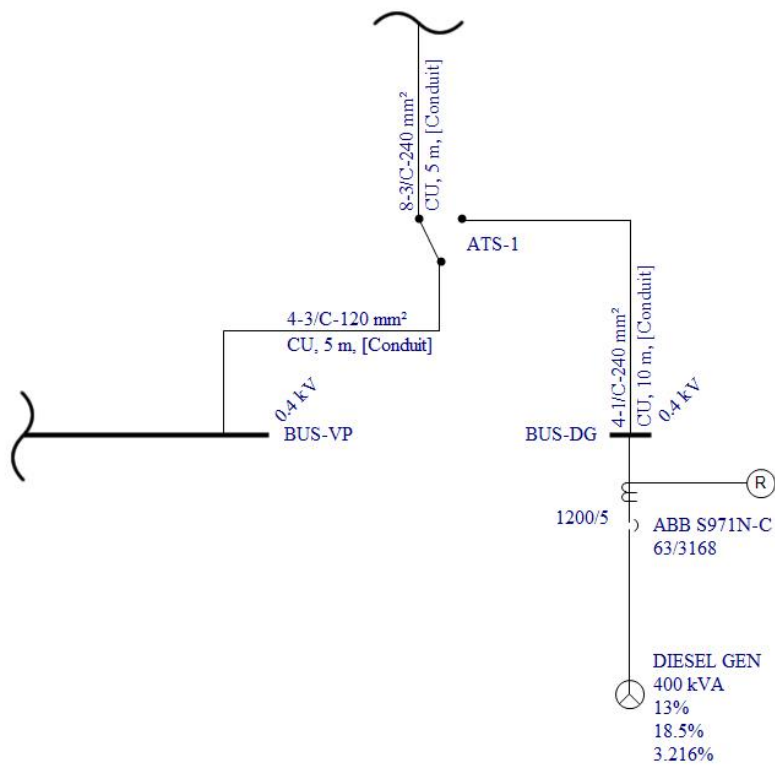 8-3/C-240 mm²
CU, 5 m, [Conduit]
ATS-1
4-3/C-120 mm²
CU, 5 m, [Conduit]
0.4 kV
BUS-VP
4-1/C-240 mm²
CU, 10 m, [Conduit]
0.4 kV
BUS-DG
R
1200/5
ABB S971N-C
63/3168
DIESEL GEN
400 kVA
13%
18.5%
3.216%